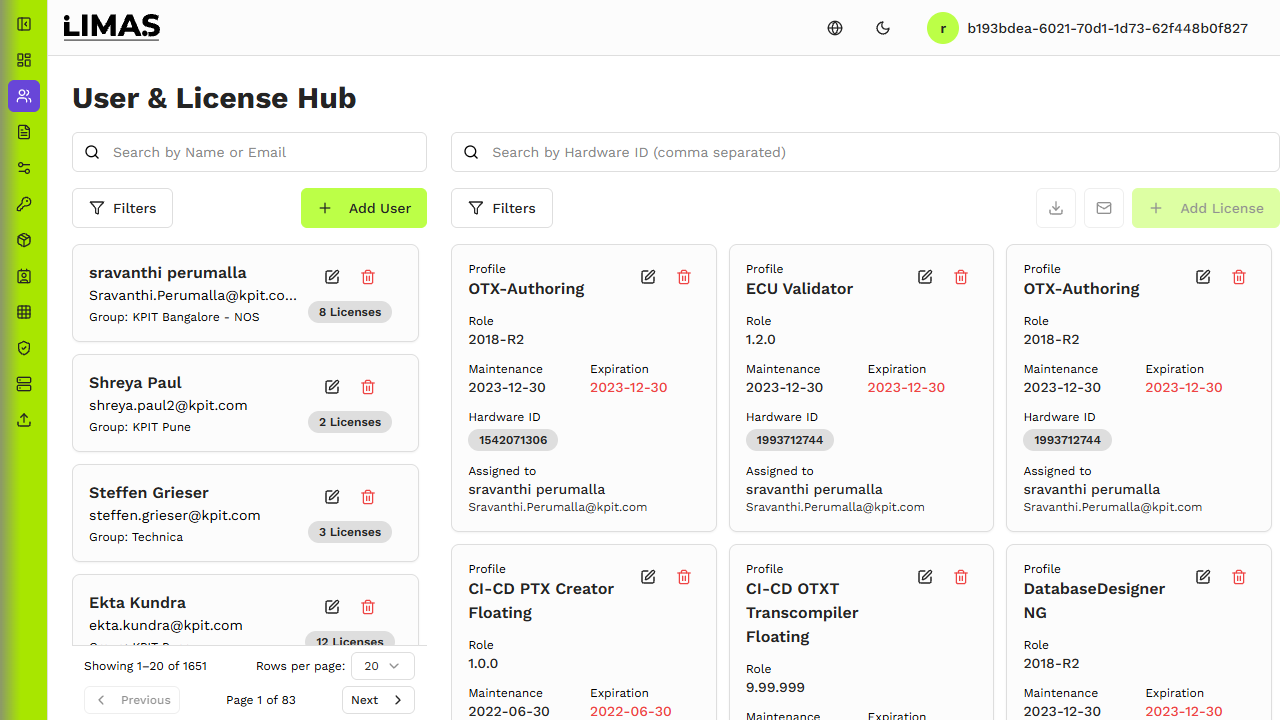 LIMAS
r
b193bdea-6021-70d1-1d73-62f448b0f827
User & License Hub
Search by Name or Email
Filters
Add User
sravanthi perumalla
Sravanthi.Perumalla@kpit.co...
Group: KPIT Bangalore - NOS
8 Licenses
Shreya Paul
shreya.paul2@kpit.com
Group: KPIT Pune
2 Licenses
Steffen Grieser
steffen.grieser@kpit.com
Group: Technica
3 Licenses
Ekta Kundra
ekta.kundra@kpit.com
12 Licenses
Showing 1–20 of 1651
Rows per page:
20
Previous
Page 1 of 83
Next
Search by Hardware ID (comma separated)
Filters
Add License
Profile
OTX-Authoring
Role
2018-R2
Maintenance Expiration
2023-12-30 2023-12-30
Hardware ID
1542071306
Assigned to
sravanthi perumalla
Sravanthi.Perumalla@kpit.com
Profile
ECU Validator
Role
1.2.0
Maintenance Expiration
2023-12-30 2023-12-30
Hardware ID
1993712744
Assigned to
sravanthi perumalla
Sravanthi.Perumalla@kpit.com
Profile
OTX-Authoring
Role
2018-R2
Maintenance Expiration
2023-12-30 2023-12-30
Hardware ID
1993712744
Assigned to
sravanthi perumalla
Sravanthi.Perumalla@kpit.com
Profile
CI-CD PTX Creator
Floating
Role
1.0.0
Maintenance Expiration
2022-06-30 2022-06-30
Profile
CI-CD OTXT
Transcompiler
Floating
Role
9.99.999
Maintenance Expiration
Profile
DatabaseDesigner
NG
Role
2018-R2
Maintenance Expiration
2023-12-30 2023-12-30